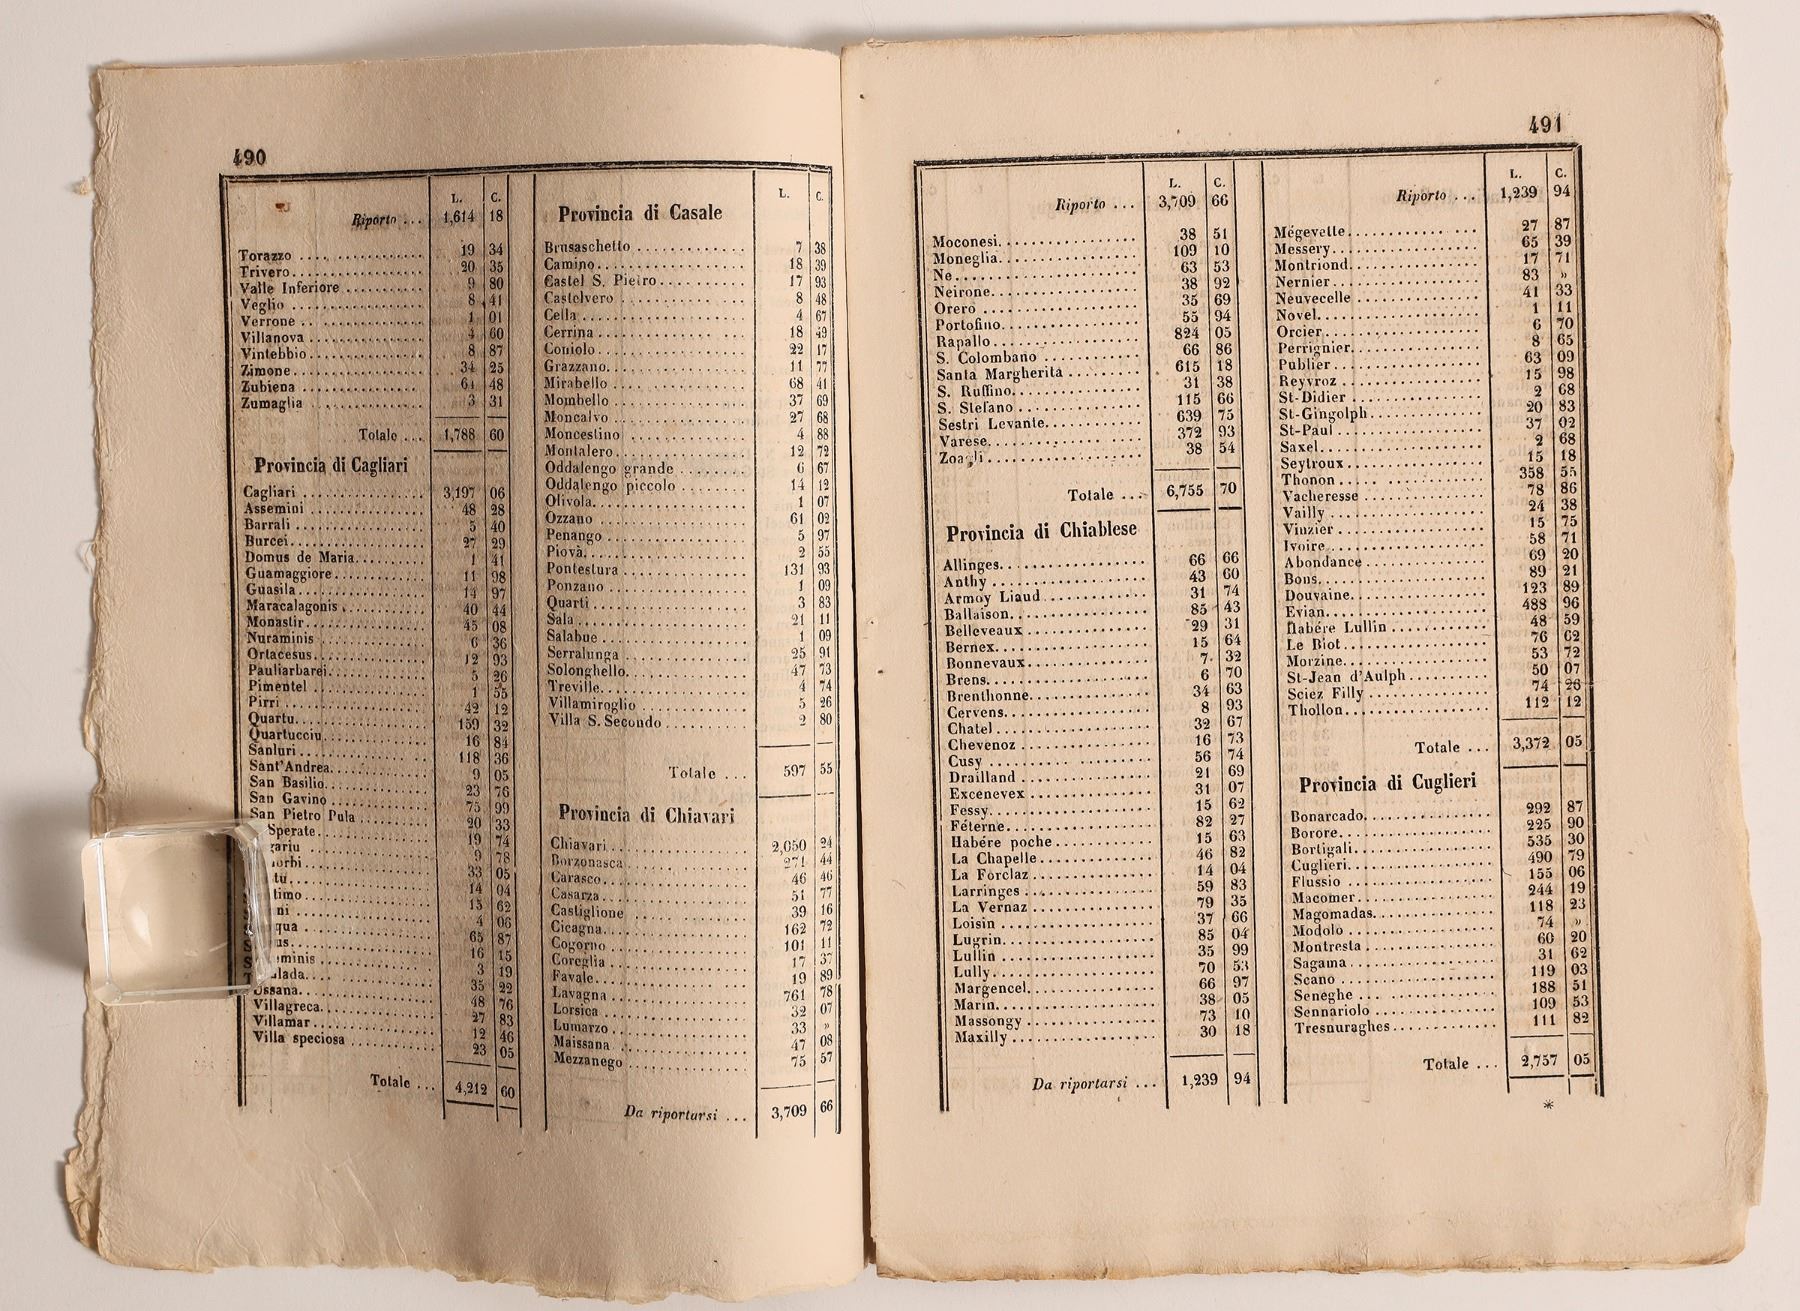 490
L. C.
Riporto ... 1,614 18
Torazzo 19 34
Trivero 20 35
Valle Inferiore 9 80
Veglio 8 41
Verrone 1 01
Villanova 4 60
Vintebbio 8 87
Zimone 34 25
Zubiena 64 48
Zumaglia 3 31
Totale ... 1,788 60
Provincia di Cagliari
Cagliari 3,197 06
Assemini 48 28
Barrali 5 40
Burcei 27 29
Domus de Maria 1 41
Guamaggiore 11 98
Guasila 14 97
Maracalagonis 40 44
Monastir 45 08
Nuraminis 6 36
Ortacesus 12 93
Pauliarbarei 5 26
Pimentel 1 55
Pirri 42 12
Quartu 159 32
Quartucciu 16 84
Sanluri 118 36
Sant'Andrea 9 05
San Basilio 23 76
San Gavino 75 99
San Pietro Pula 20 33
Sperate 19 74
9 78
33 05
14 04
15 62
4 06
65 87
16 15
3 19
35 22
Ussana 48 76
Villagreca 27 83
Villamar 12 46
Villa speciosa 23 05
Totale ... 4,212 60
L. C.
Provincia di Casale
Brusaschetto 7 38
Camino 18 39
Castel S. Pietro 17 93
Castelvero 8 48
Cella 4 67
Cerrina 18 49
Coniolo 22 17
Grazzano 11 77
Mirabello 68 41
Mombello 37 69
Moncalvo 27 68
Moncestino 4 88
Montalero 12 72
Oddalengo grande 6 67
Oddalengo piccolo 14 12
Olivola 1 07
Ozzano 61 02
Penango 5 97
Piovà 2 55
Pontestura 131 93
Ponzano 1 09
Quarti 3 83
Sala 21 11
Salabue 1 09
Serralunga 25 91
Solonghello 47 73
Treville 4 74
Villamiroglio 5 26
Villa S. Secondo 2 80
Totale ... 597 55
Provincia di Chiavari
Chiavari 2,050 24
Borzonasca 271 44
Carasco 46 46
Casarza 51 77
Castiglione 39 16
Cicagna 162 72
Cogorno 101 11
Coreglia 17 37
Favale 19 89
Lavagna 761 78
Lorsica 32 07
Lumarzo 33 »
Maissana 47 08
Mezzanego 75 57
Da riportarsi ... 3,709 66
491
L. C.
Riporto ... 3,709 66
Moconesi 38 51
Moneglia 109 10
Ne 63 53
Neirone 38 92
Orero 35 69
Portofino 55 94
Rapallo 824 05
S. Colombano 66 86
Santa Margherita 615 18
S. Ruffino 31 38
S. Stefano 115 66
Sestri Levante 639 75
Varese 372 93
Zoagli 38 54
Totale ... 6,755 70
Provincia di Chiablese
Allinges 66 66
Anthy 43 60
Armoy Liaud 31 74
Ballaison 85 43
Belleveaux 29 31
Bernex 15 64
Bonnevaux 7 32
Brens 6 70
Brenthonne 34 63
Cervens 8 93
Chatel 32 67
Chevenoz 16 73
Cusy 56 74
Drailland 21 69
Excenevex 31 07
Fessy 15 62
Féterne 82 27
Habére poche 15 63
La Chapelle 46 82
La Forclaz 14 04
Larringes 59 83
La Vernaz 79 35
Loisin 37 66
Lugrin 85 04
Lullin 35 99
Lully 70 53
Margencel 66 97
Marin 38 05
Massongy 73 10
Maxilly 30 18
Da riportarsi ... 1,239 94
L. C.
Riporto ... 1,239 94
Mégevette 27 87
Messery 65 39
Montriond 17 71
Nernier 83 »
Neuvecelle 41 33
Novel 1 11
Orcier 6 70
Perrignier 8 65
Publier 63 09
Reyvroz 15 98
St-Didier 2 68
St-Gingolph 20 83
St-Paul 37 02
Saxel 2 68
Seytroux 15 18
Thonon 358 55
Vacheresse 78 86
Vailly 24 38
Vinzier 15 75
Ivoire 58 71
Abondance 69 20
Bons 89 21
Douvaine 123 89
Evian 488 96
Habére Lullin 48 59
Le Biot 76 62
Morzine 53 72
St-Jean d'Aulph 50 07
Sciez Filly 74 26
Thollon 112 12
Totale ... 3,372 05
Provincia di Cuglieri
Bonarcado 292 87
Borore 225 90
Bortigali 535 30
Cuglieri 490 79
Flussio 155 06
Macomer 244 19
Magomadas 118 23
Modolo 74 »
Montresta 60 20
Sagama 31 62
Scano 119 03
Seneghe 188 51
Sennariolo 109 53
Tresnuraghes 111 82
Totale ... 2,757 05
*